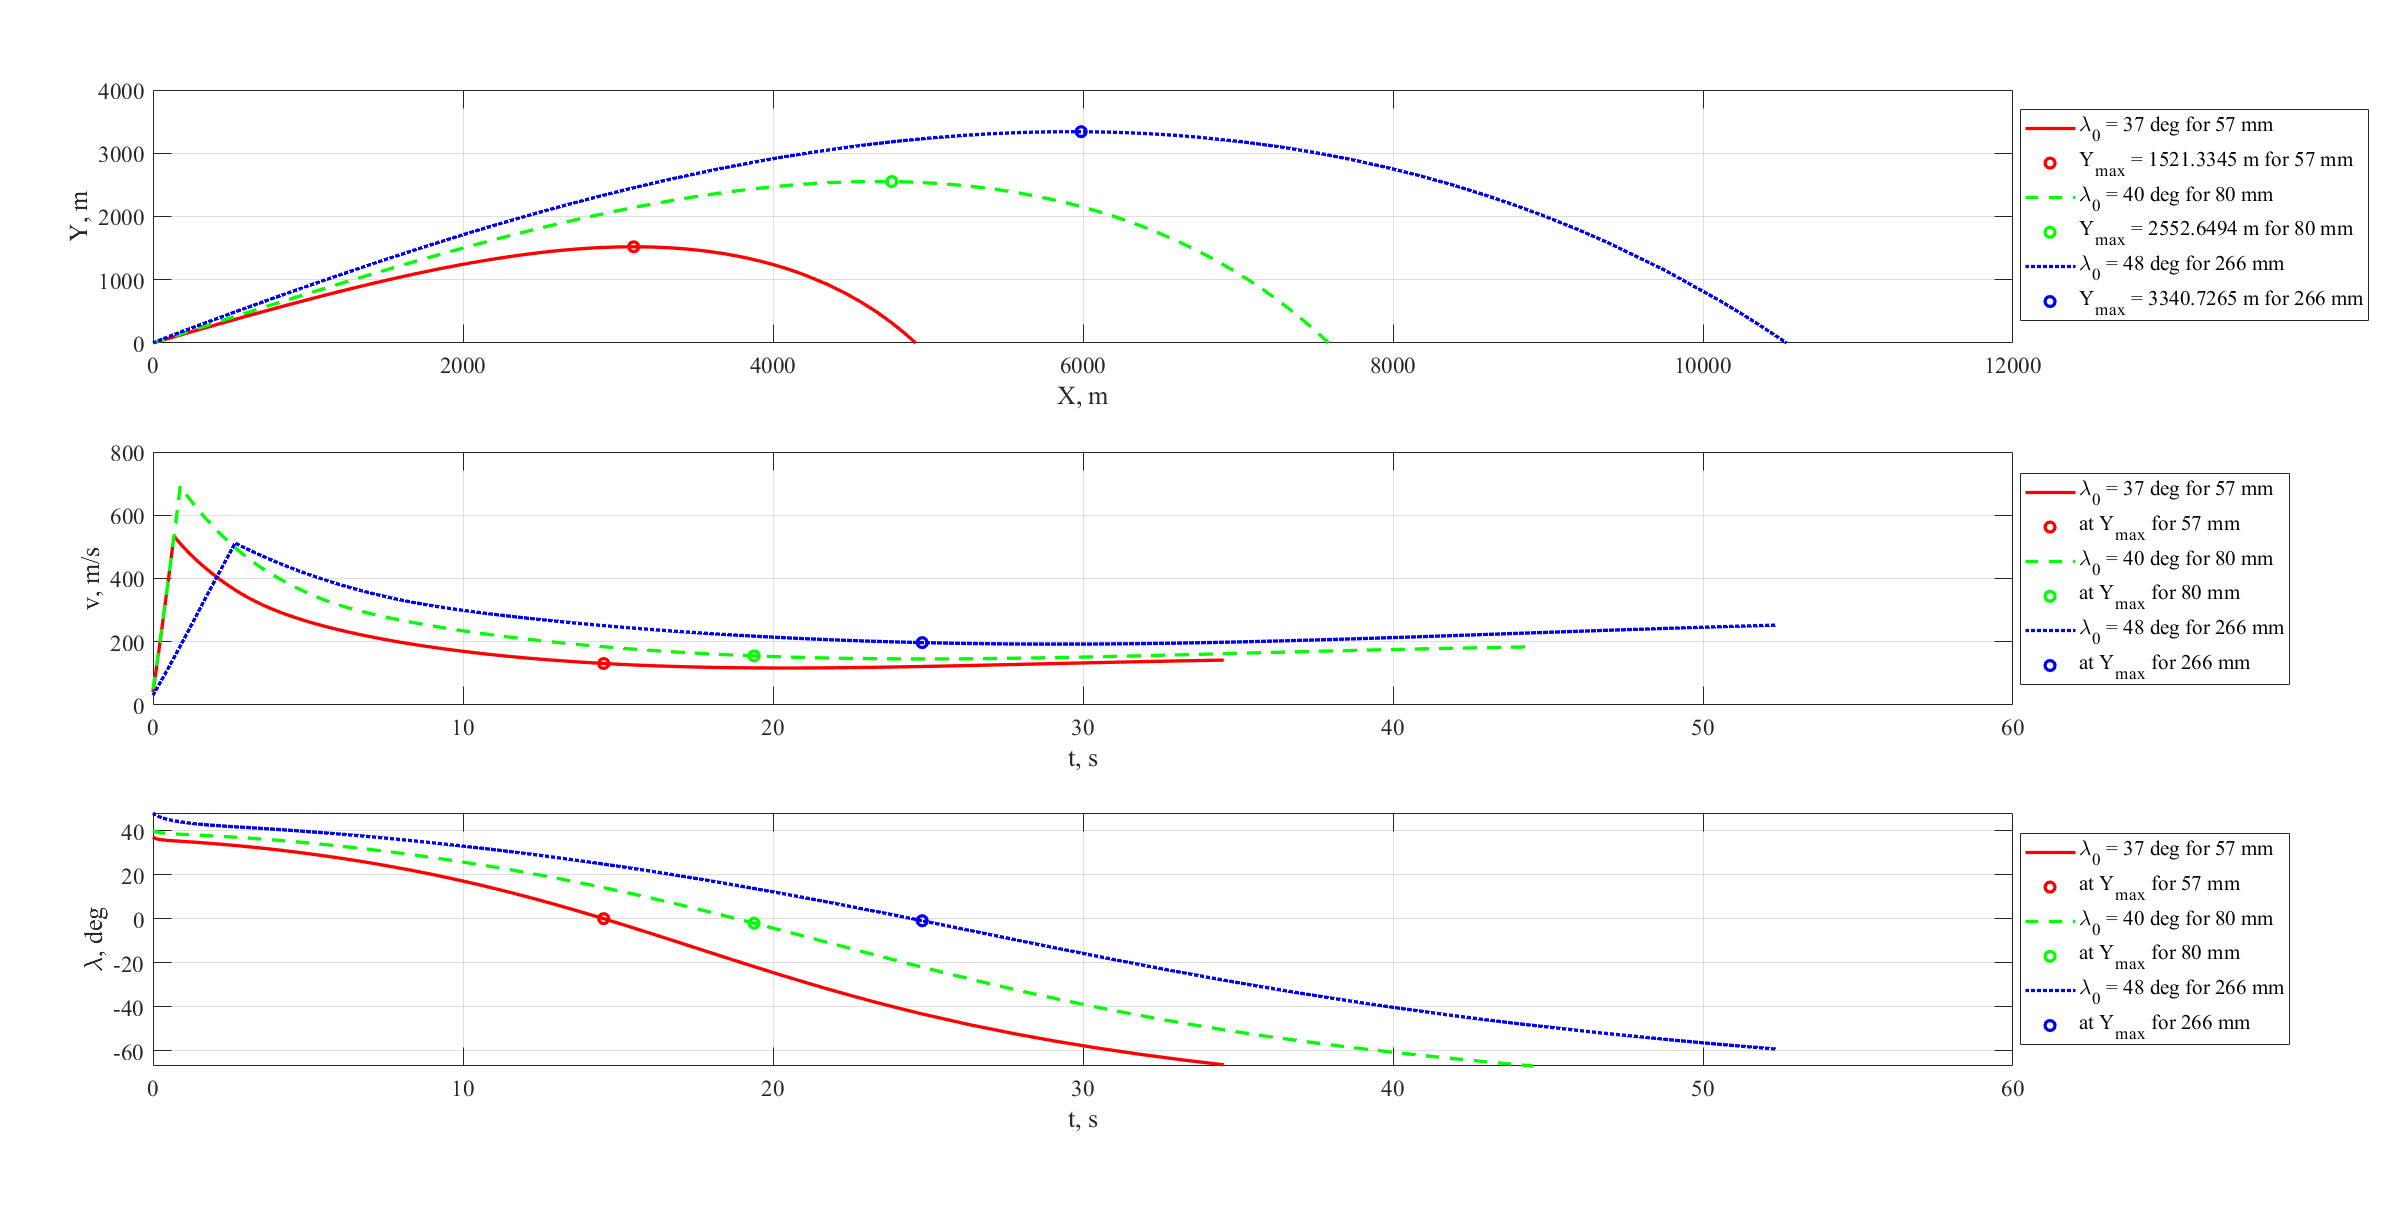 4000
3000
2000
1000
0
Y, m
0 2000 4000 6000 8000 10000 12000
X, m
λ0 = 37 deg for 57 mm
Ymax = 1521.3345 m for 57 mm
λ0 = 40 deg for 80 mm
Ymax = 2552.6494 m for 80 mm
λ0 = 48 deg for 266 mm
Ymax = 3340.7265 m for 266 mm
800
600
400
200
0
v, m/s
0 10 20 30 40 50 60
t, s
λ0 = 37 deg for 57 mm
at Ymax for 57 mm
λ0 = 40 deg for 80 mm
at Ymax for 80 mm
λ0 = 48 deg for 266 mm
at Ymax for 266 mm
40
20
0
-20
-40
-60
λ, deg
0 10 20 30 40 50 60
t, s
λ0 = 37 deg for 57 mm
at Ymax for 57 mm
λ0 = 40 deg for 80 mm
at Ymax for 80 mm
λ0 = 48 deg for 266 mm
at Ymax for 266 mm